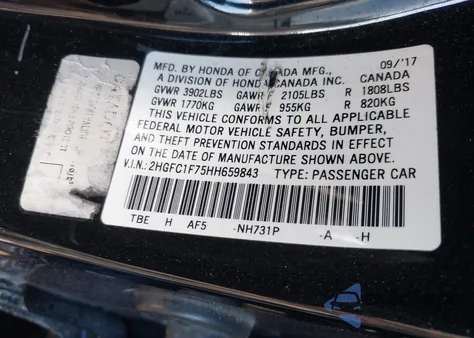 MFD. BY HONDA OF CANADA MFG., 09/'17
A DIVISION OF HONDA CANADA INC. CANADA
GVWR 3902LBS GAWR F 2105LBS R 1808LBS
GVWR 1770KG GAWR F 955KG R 820KG
THIS VEHICLE CONFORMS TO ALL APPLICABLE
FEDERAL MOTOR VEHICLE SAFETY, BUMPER,
AND THEFT PREVENTION STANDARDS IN EFFECT
ON THE DATE OF MANUFACTURE SHOWN ABOVE.
V.I.N.: 2HGFC1F75HH659843 TYPE: PASSENGER CAR
TBE H AF5 -NH731P -A -H